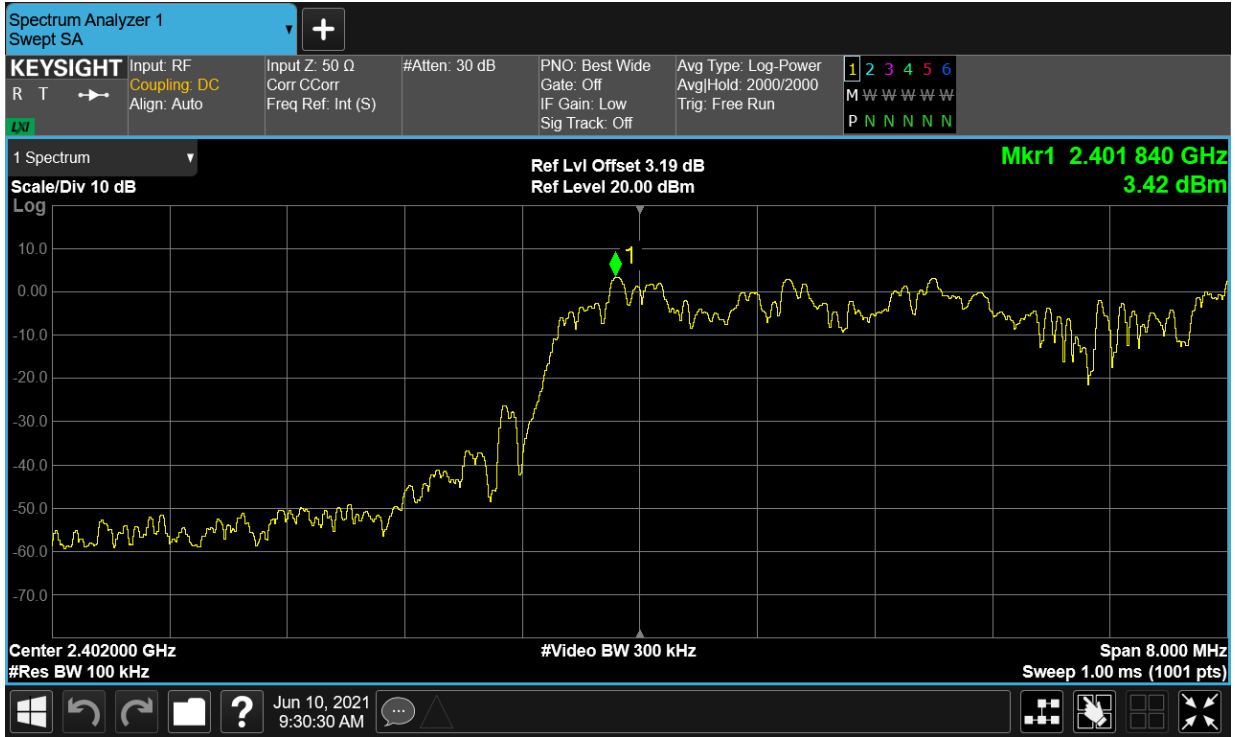 Spectrum Analyzer 1
Swept SA
KEYSIGHT
R T
LXI
Input: RF
Coupling: DC
Align: Auto
Input Z: 50 Ω
Corr CCorr
Freq Ref: Int (S)
#Atten: 30 dB
PNO: Best Wide
Gate: Off
IF Gain: Low
Sig Track: Off
Avg Type: Log-Power
Avg|Hold: 2000/2000
Trig: Free Run
1 2 3 4 5 6
M W W W W W
P N N N N N
1 Spectrum
Scale/Div 10 dB
Log
Ref Lvl Offset 3.19 dB
Ref Level 20.00 dBm
Mkr1 2.401 840 GHz
3.42 dBm
10.0
1
0.00
-10.0
-20.0
-30.0
-40.0
-50.0
-60.0
-70.0
Center 2.402000 GHz
#Video BW 300 kHz
Span 8.000 MHz
#Res BW 100 kHz
Sweep 1.00 ms (1001 pts)
?
Jun 10, 2021
9:30:30 AM